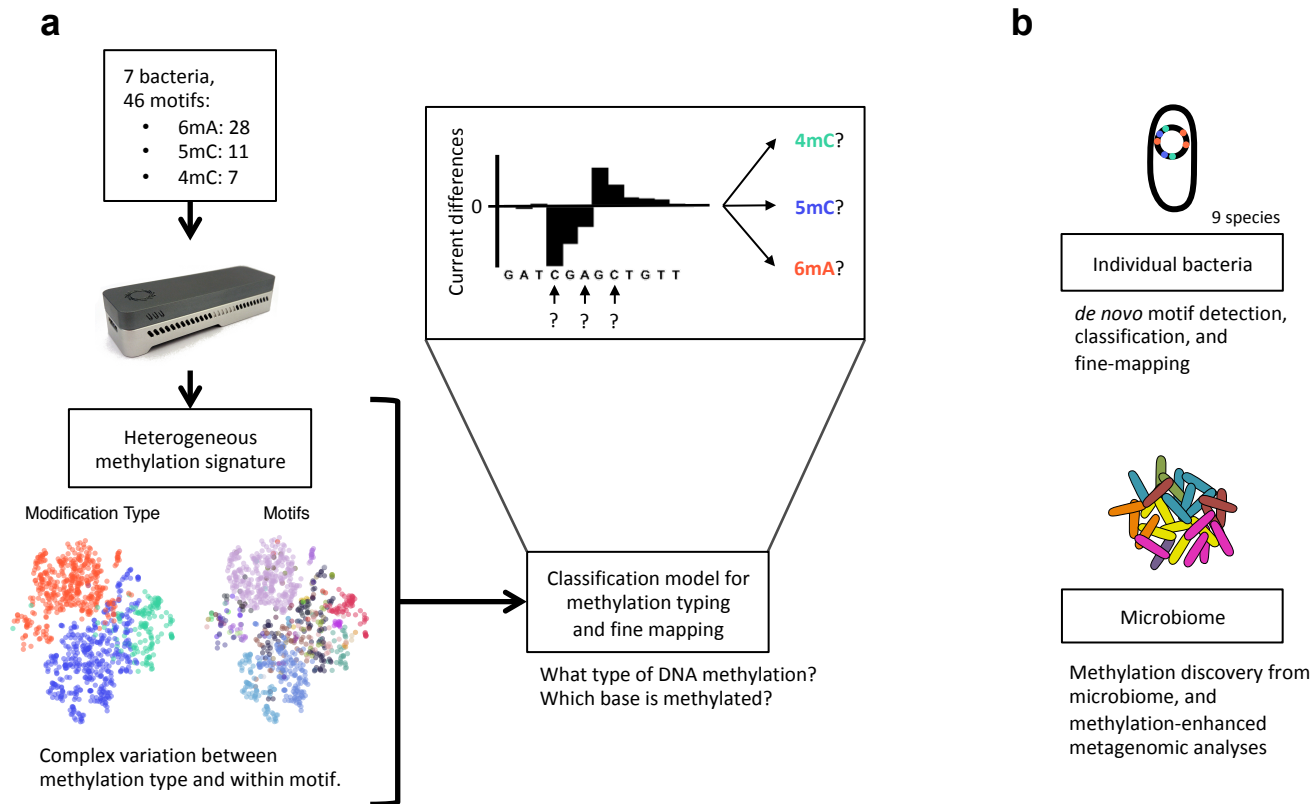 a
7 bacteria,
46 motifs:
• 6mA: 28
• 5mC: 11
• 4mC: 7
Heterogeneous
methylation signature
Modification Type
Motifs
Complex variation between
methylation type and within motif.
Current differences
0
G A T C G A G C T G T T
? ? ?
4mC?
5mC?
6mA?
Classification model for
methylation typing
and fine mapping
What type of DNA methylation?
Which base is methylated?
b
9 species
Individual bacteria
de novo motif detection,
classification, and
fine-mapping
Microbiome
Methylation discovery from
microbiome, and
methylation-enhanced
metagenomic analyses